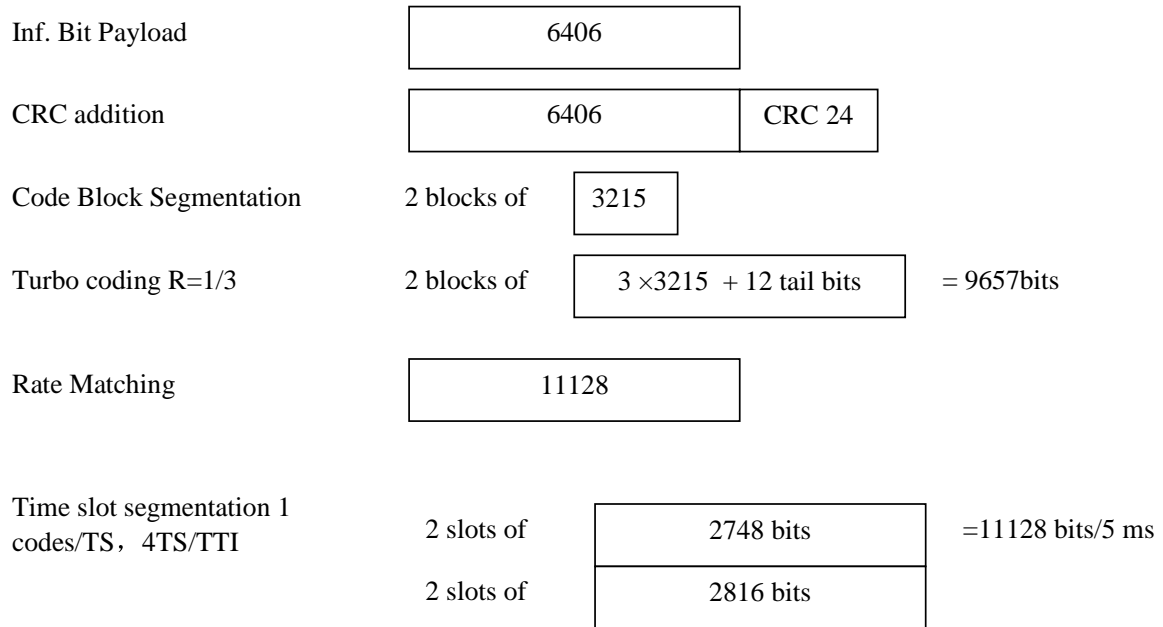 Inf. Bit Payload 6406
CRC addition 6406 CRC 24
Code Block Segmentation 2 blocks of 3215
Turbo coding R=1/3 2 blocks of 3 ×3215 + 12 tail bits = 9657bits
Rate Matching 11128
Time slot segmentation 1
codes/TS，4TS/TTI 2 slots of 2748 bits =11128 bits/5 ms
2 slots of 2816 bits